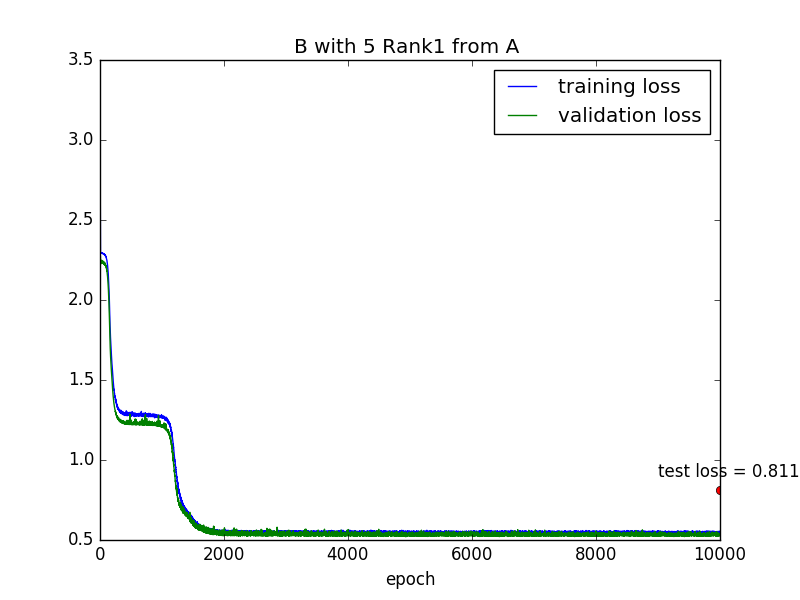 B with 5 Rank1 from A
3.5
3.0
2.5
2.0
1.5
1.0
0.5
training loss
validation loss
test loss = 0.811
0
2000
4000
6000
8000
10000
epoch